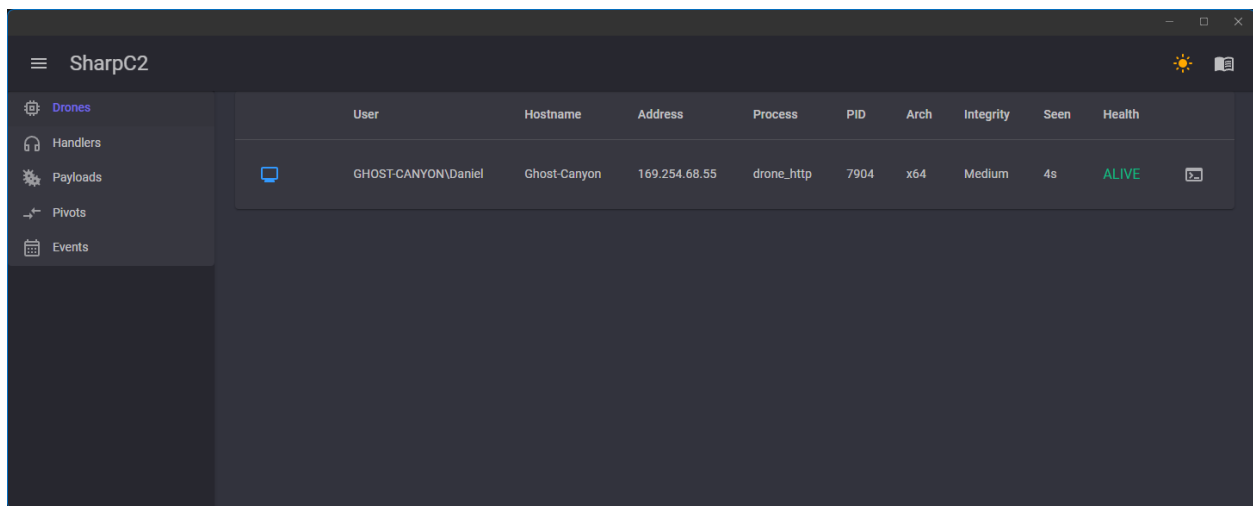 SharpC2
Drones
Handlers
Payloads
Pivots
Events
User Hostname Address Process PID Arch Integrity Seen Health
GHOST-CANYON\Daniel Ghost-Canyon 169.254.68.55 drone_http 7904 x64 Medium 4s ALIVE